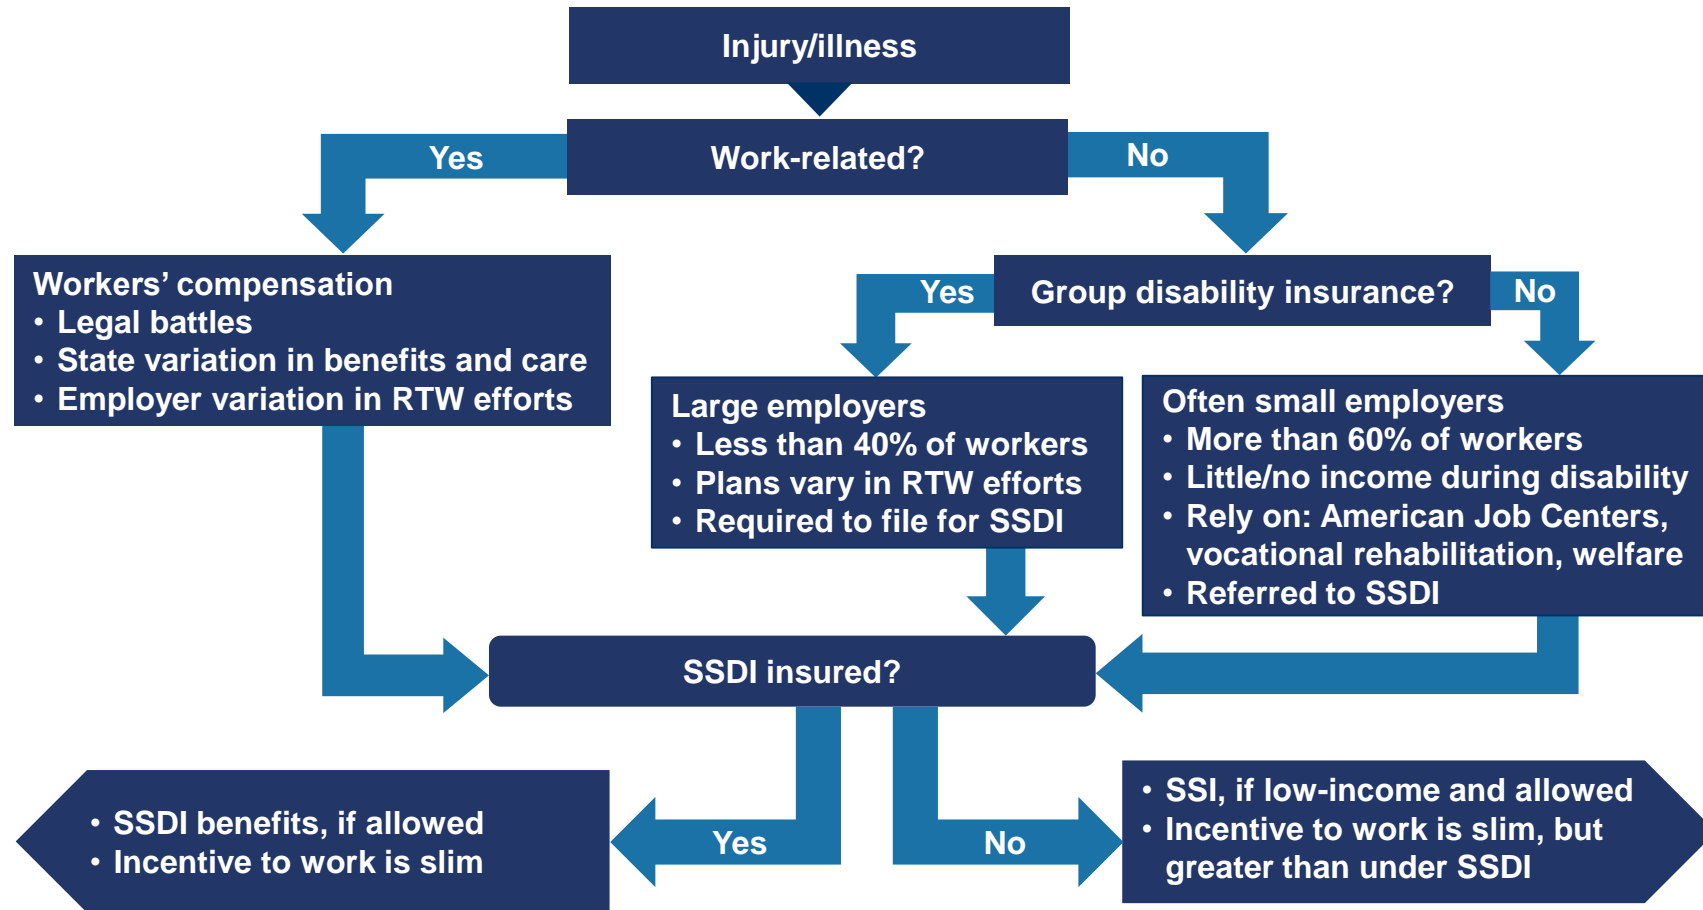 Injury/illness
Work-related?
Yes
No
Workers’ compensation
• Legal battles
• State variation in benefits and care
• Employer variation in RTW efforts
Group disability insurance?
Yes
No
Large employers
• Less than 40% of workers
• Plans vary in RTW efforts
• Required to file for SSDI
Often small employers
• More than 60% of workers
• Little/no income during disability
• Rely on: American Job Centers,
vocational rehabilitation, welfare
• Referred to SSDI
SSDI insured?
Yes
No
• SSDI benefits, if allowed
• Incentive to work is slim
• SSI, if low-income and allowed
• Incentive to work is slim, but
greater than under SSDI